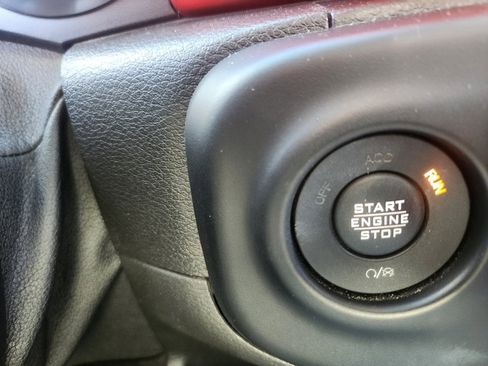 ACC
OFF
RUN
START
ENGINE
STOP